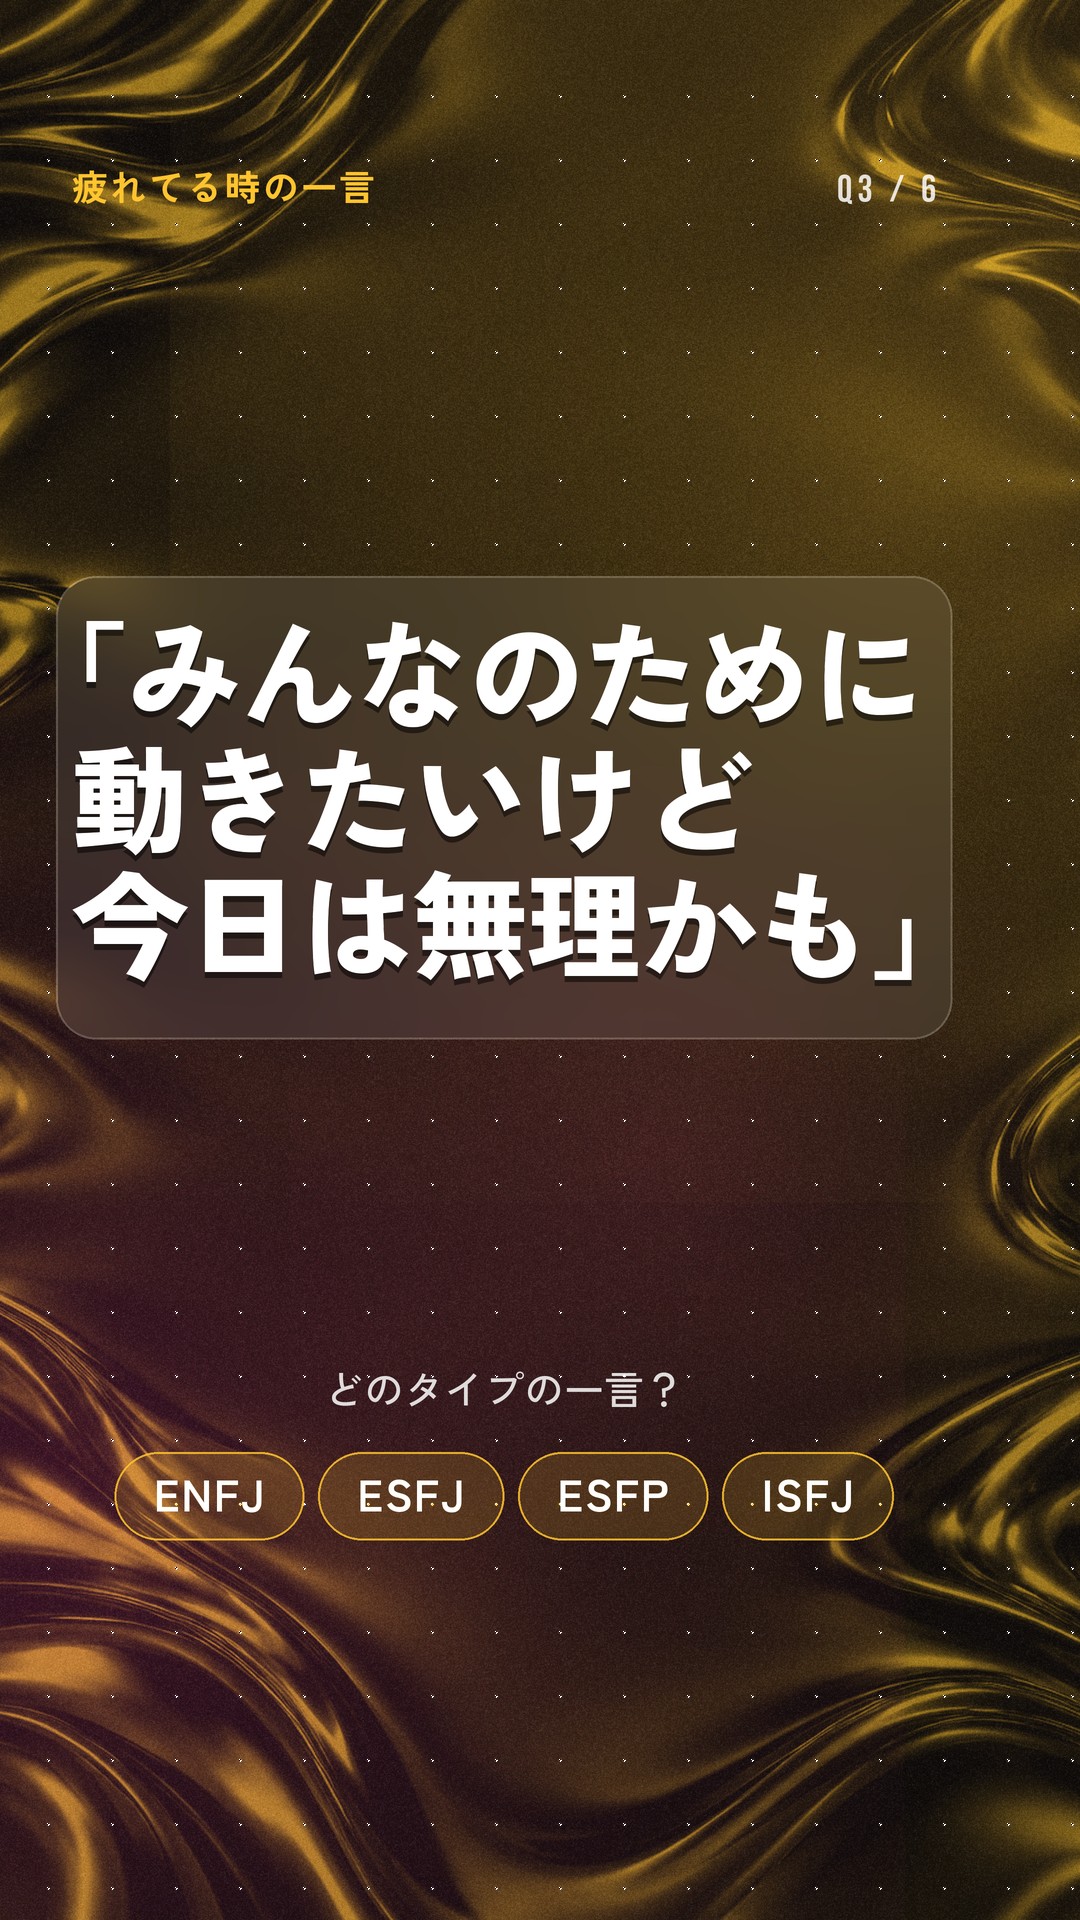 疲れてる時の一言
Q3 / 6
「みんなのために
動きたいけど
今日は無理かも」
どのタイプの一言？
ENFJ
ESFJ
ESFP
ISFJ